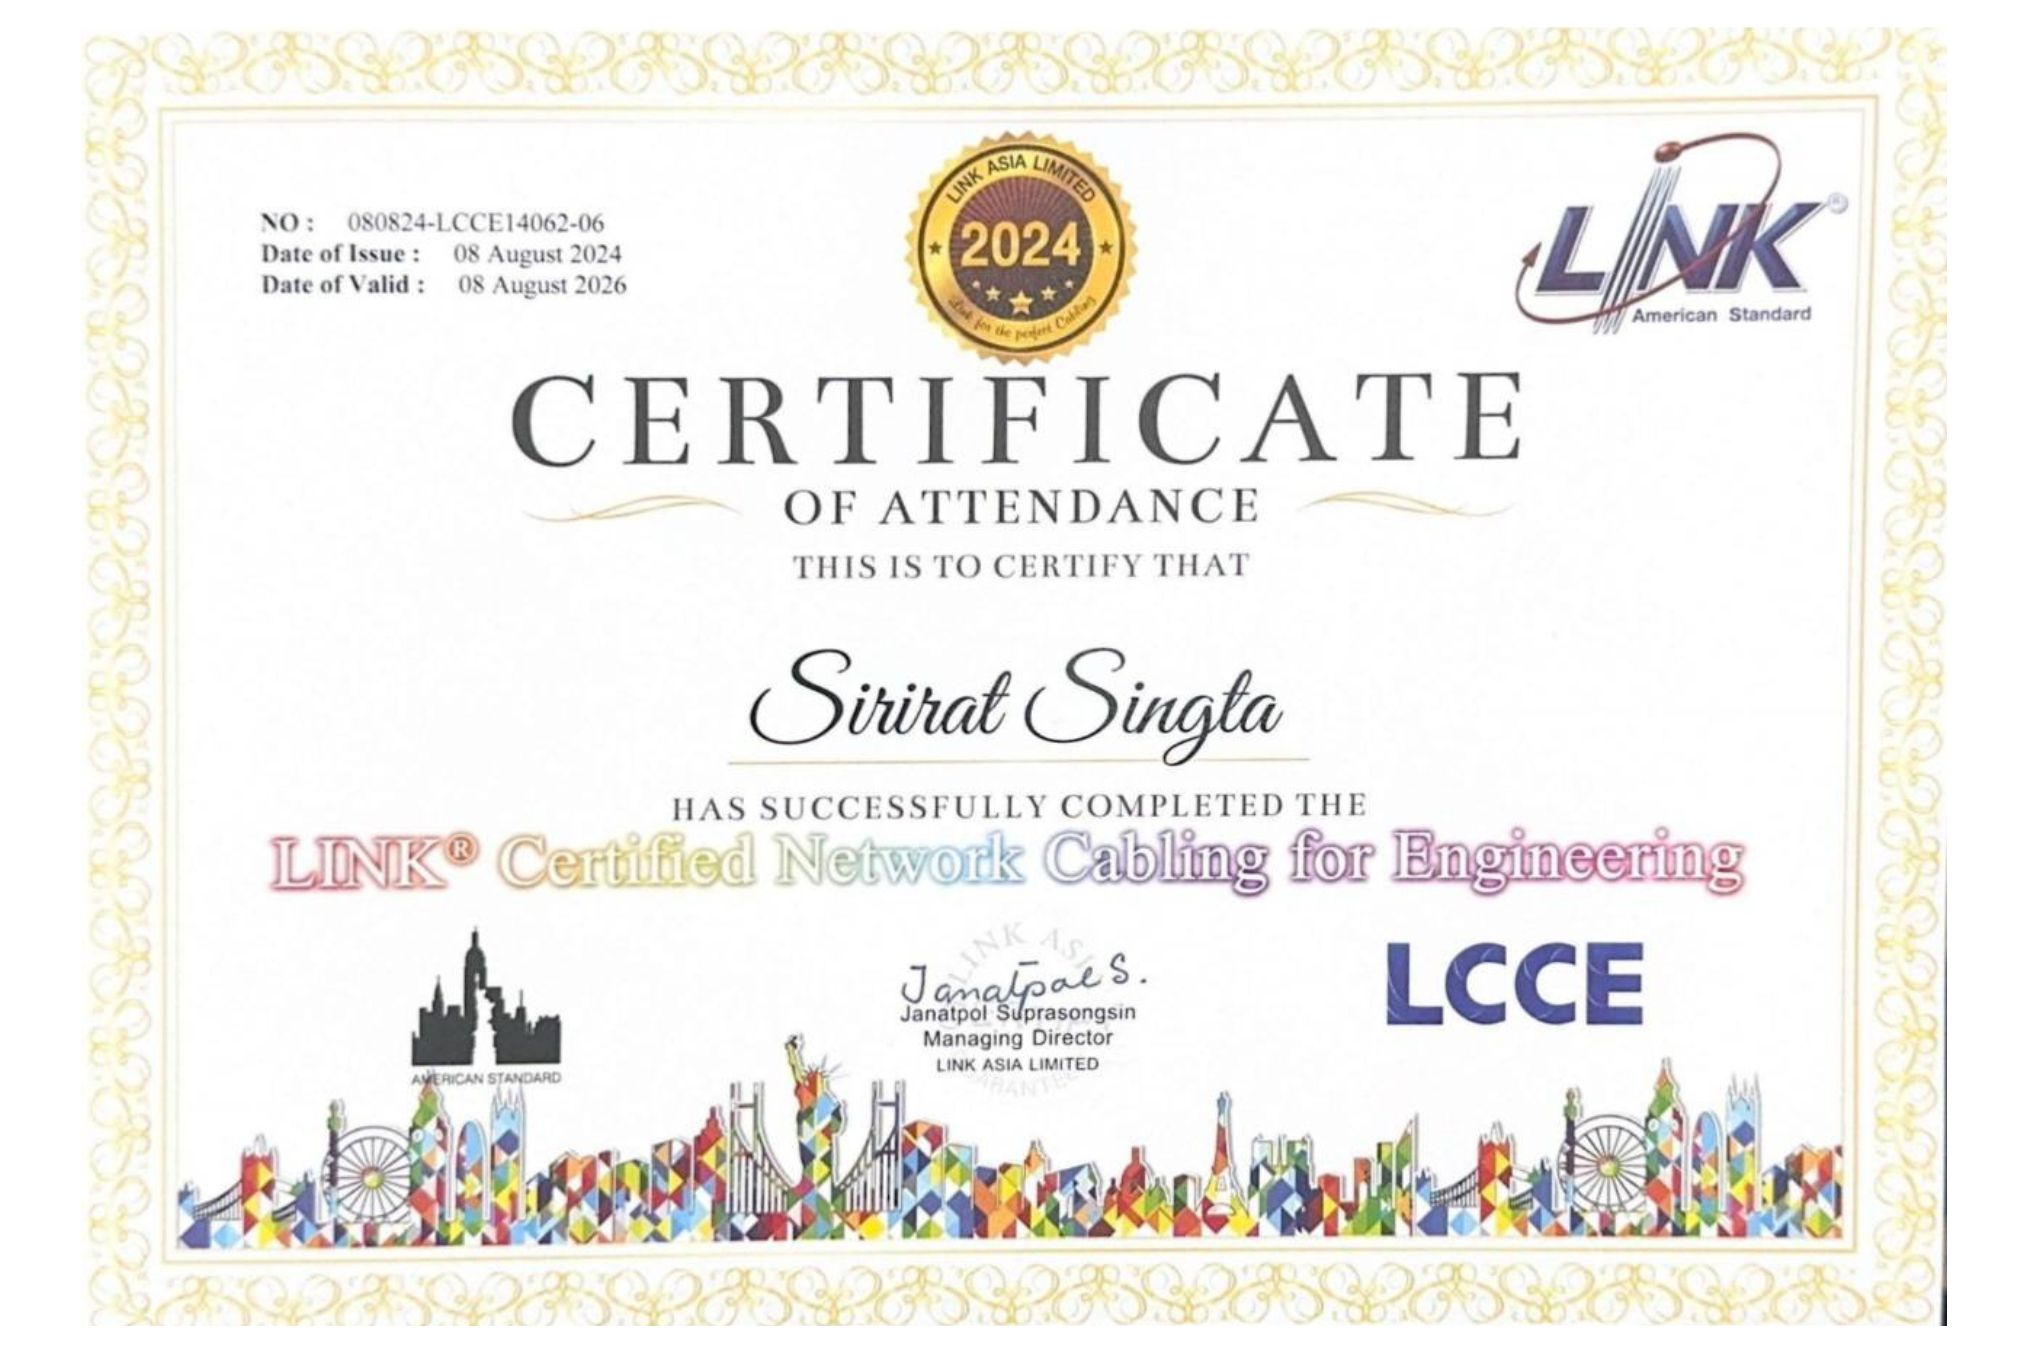 NO : 080824-LCCE14062-06
Date of Issue : 08 August 2024
Date of Valid : 08 August 2026
LINK ASIA LIMITED
2024
Link for the perfect Cabling
LINK®
American Standard
CERTIFICATE
OF ATTENDANCE
THIS IS TO CERTIFY THAT
Sirirat Singta
HAS SUCCESSFULLY COMPLETED THE
LINK® Certified Network Cabling for Engineering
AMERICAN STANDARD
LINK ASI
Janatpol S.
Janatpol Suprasongsin
Managing Director
LINK ASIA LIMITED
LCCE